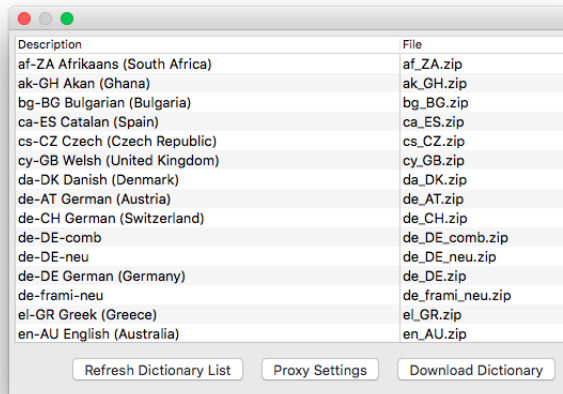 Description File
af-ZA Afrikaans (South Africa) af_ZA.zip
ak-GH Akan (Ghana) ak_GH.zip
bg-BG Bulgarian (Bulgaria) bg_BG.zip
ca-ES Catalan (Spain) ca_ES.zip
cs-CZ Czech (Czech Republic) cs_CZ.zip
cy-GB Welsh (United Kingdom) cy_GB.zip
da-DK Danish (Denmark) da_DK.zip
de-AT German (Austria) de_AT.zip
de-CH German (Switzerland) de_CH.zip
de-DE-comb de_DE_comb.zip
de-DE-neu de_DE_neu.zip
de-DE German (Germany) de_DE.zip
de-frami-neu de_frami_neu.zip
el-GR Greek (Greece) el_GR.zip
en-AU English (Australia) en_AU.zip
Refresh Dictionary List Proxy Settings Download Dictionary